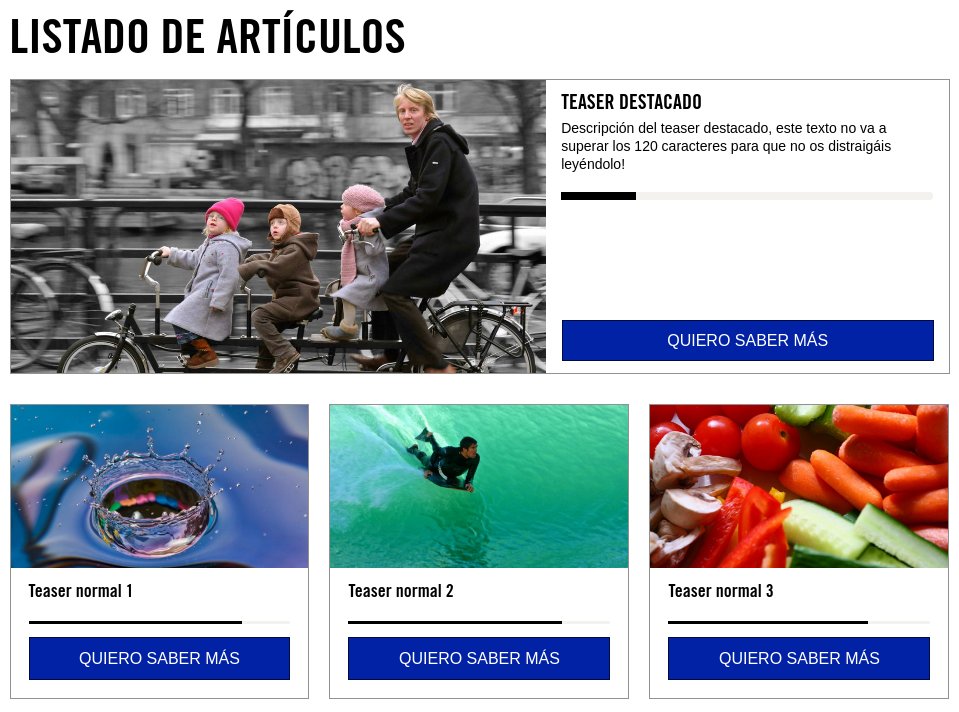 LISTADO DE ARTÍCULOS
TEASER DESTACADO
Descripción del teaser destacado, este texto no va a
superar los 120 caracteres para que no os distraigáis
leyéndolo!
QUIERO SABER MÁS
Teaser normal 1
QUIERO SABER MÁS
Teaser normal 2
QUIERO SABER MÁS
Teaser normal 3
QUIERO SABER MÁS